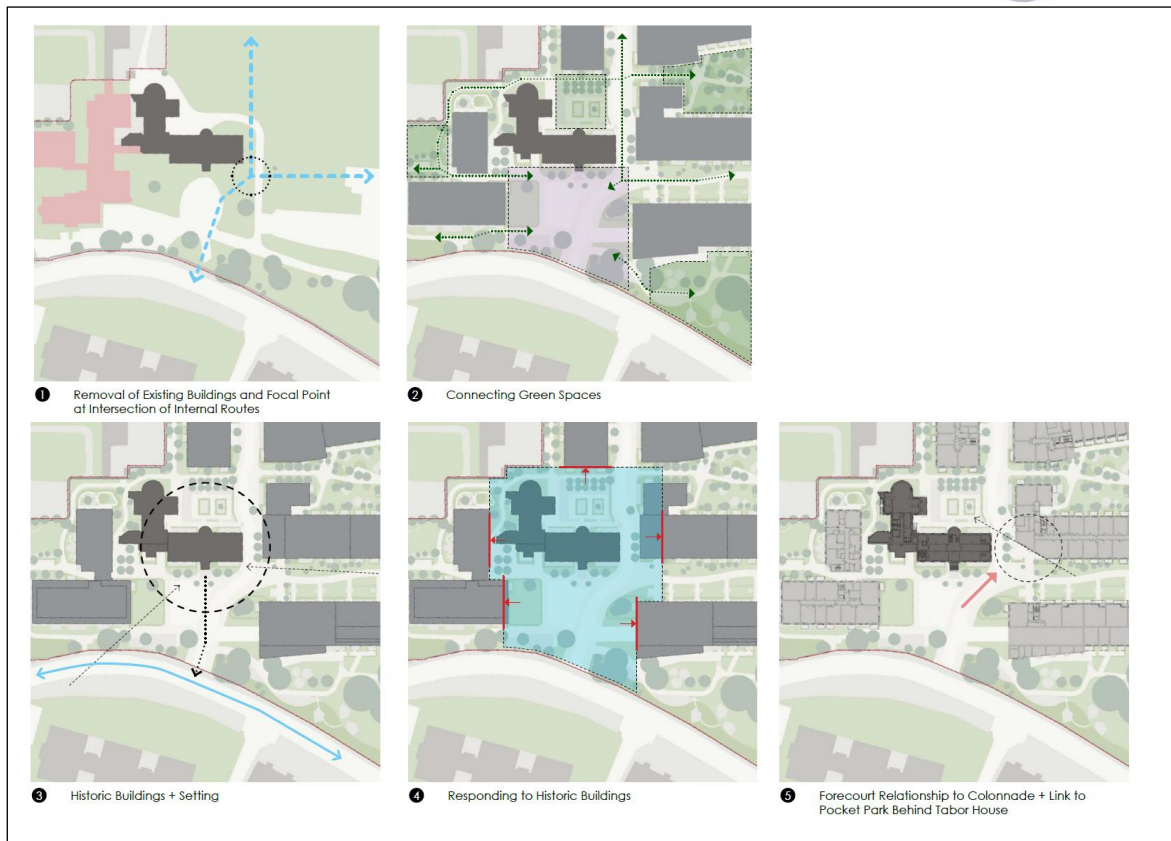 ❶ Removal of Existing Buildings and Focal Point
at Intersection of Internal Routes
❷ Connecting Green Spaces
❸ Historic Buildings + Setting
❹ Responding to Historic Buildings
❺ Forecourt Relationship to Colonnade + Link to
Pocket Park Behind Tabor House